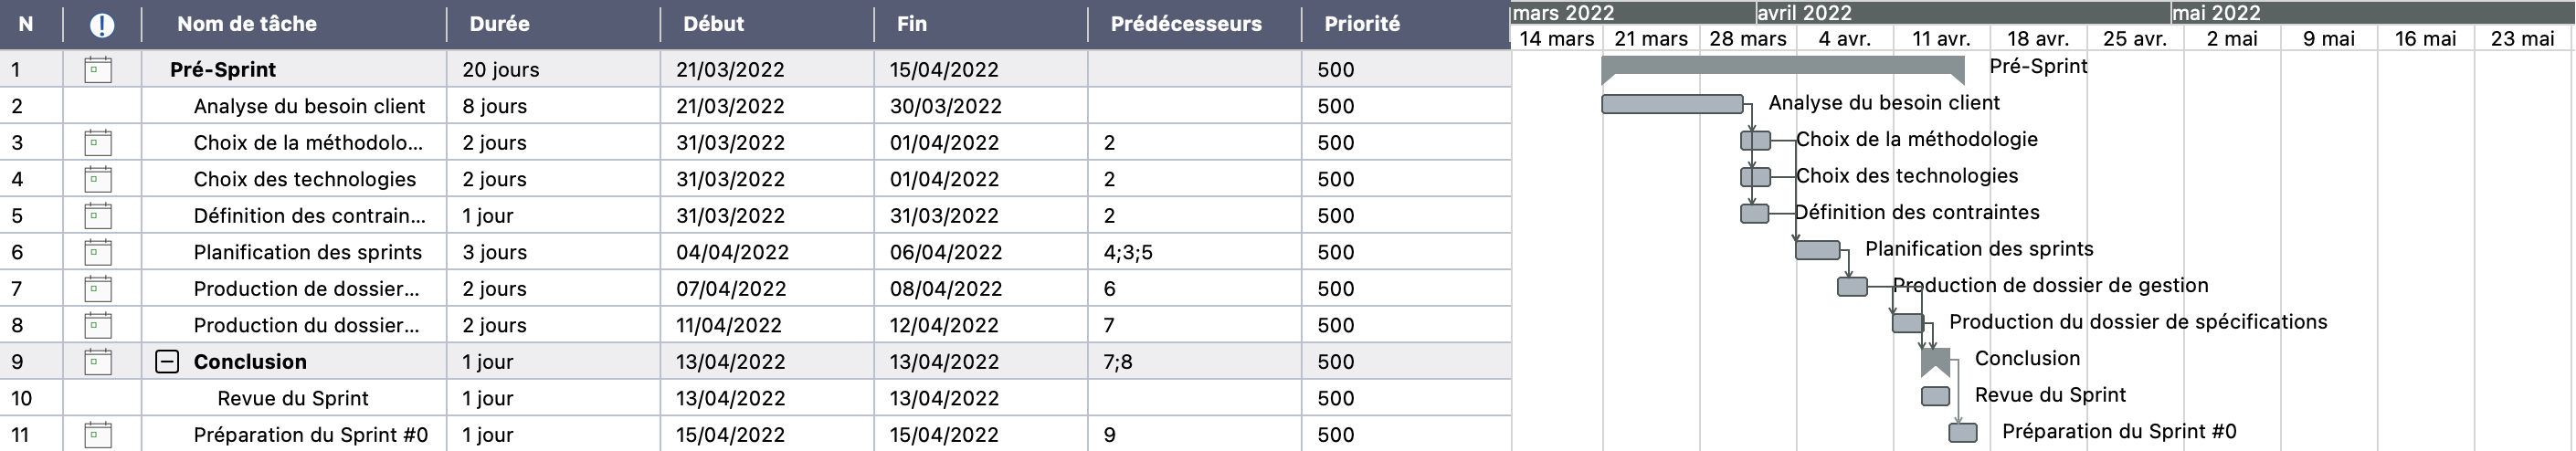 N ! Nom de tâche Durée Début Fin Prédécesseurs Priorité
mars 2022 avril 2022 mai 2022
14 mars 21 mars 28 mars 4 avr. 11 avr. 18 avr. 25 avr. 2 mai 9 mai 16 mai 23 mai
1 Pré-Sprint 20 jours 21/03/2022 15/04/2022 500 Pré-Sprint
2 Analyse du besoin client 8 jours 21/03/2022 30/03/2022 500 Analyse du besoin client
3 Choix de la méthodolo... 2 jours 31/03/2022 01/04/2022 2 500 Choix de la méthodologie
4 Choix des technologies 2 jours 31/03/2022 01/04/2022 2 500 Choix des technologies
5 Définition des contrain... 1 jour 31/03/2022 31/03/2022 2 500 Définition des contraintes
6 Planification des sprints 3 jours 04/04/2022 06/04/2022 4;3;5 500 Planification des sprints
7 Production de dossier... 2 jours 07/04/2022 08/04/2022 6 500 Production de dossier de gestion
8 Production du dossier... 2 jours 11/04/2022 12/04/2022 7 500 Production du dossier de spécifications
9 Conclusion 1 jour 13/04/2022 13/04/2022 7;8 500 Conclusion
10 Revue du Sprint 1 jour 13/04/2022 13/04/2022 500 Revue du Sprint
11 Préparation du Sprint #0 1 jour 15/04/2022 15/04/2022 9 500 Préparation du Sprint #0